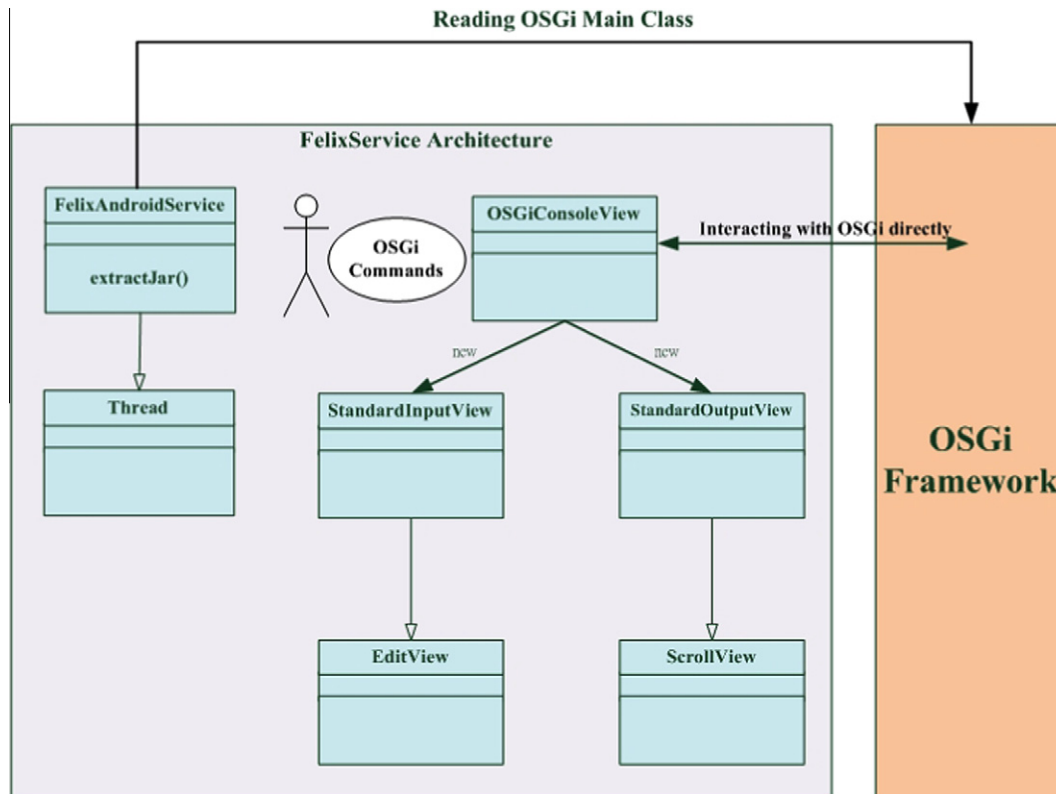 Reading OSGi Main Class
FelixService Architecture
FelixAndroidService
extractJar()
OSGi
Commands
OSGiConsoleView
Interacting with OSGi directly
new
new
Thread
StandardInputView
StandardOutputView
OSGi
Framework
EditView
ScrollView